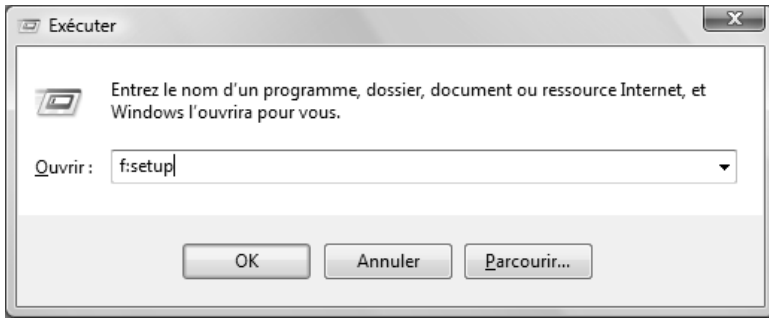 Exécuter
Entrez le nom d'un programme, dossier, document ou ressource Internet, et
Windows l'ouvrira pour vous.
Ouvrir : f:setup
OK Annuler Parcourir...